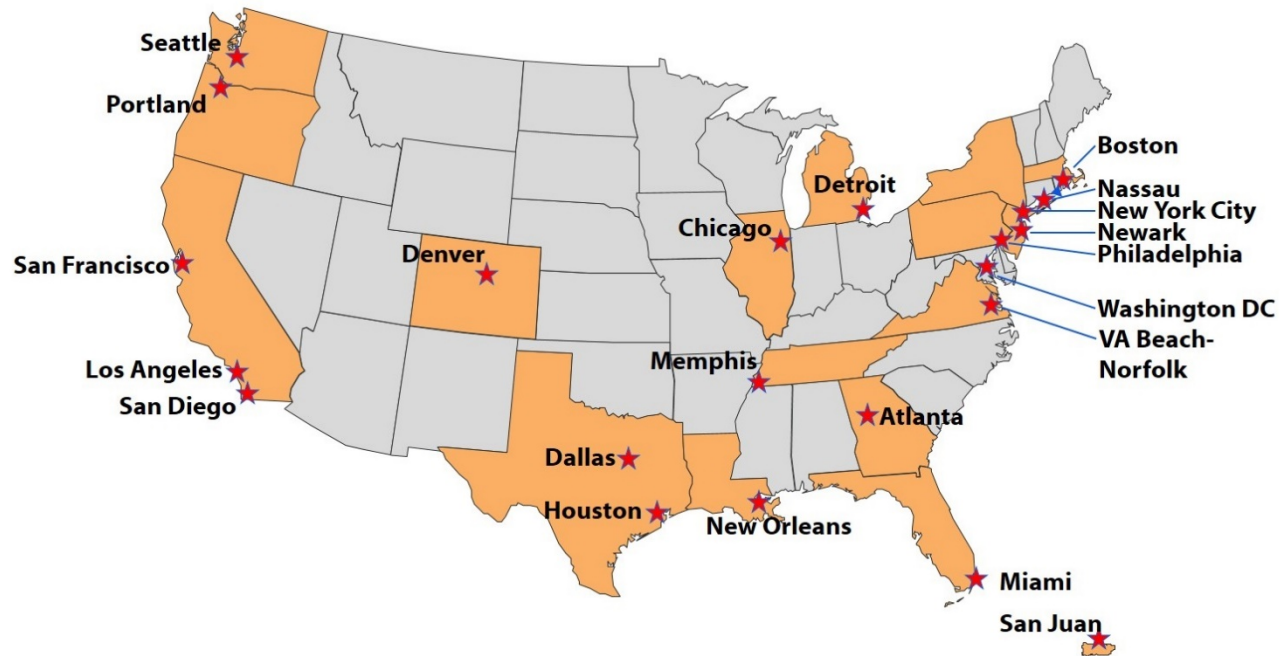 Seattle
Portland
Boston
Detroit
Nassau
New York City
Chicago
Newark
Denver
Philadelphia
San Francisco
Washington DC
VA Beach-
Norfolk
Memphis
Los Angeles
San Diego
Atlanta
Dallas
Houston
New Orleans
Miami
San Juan